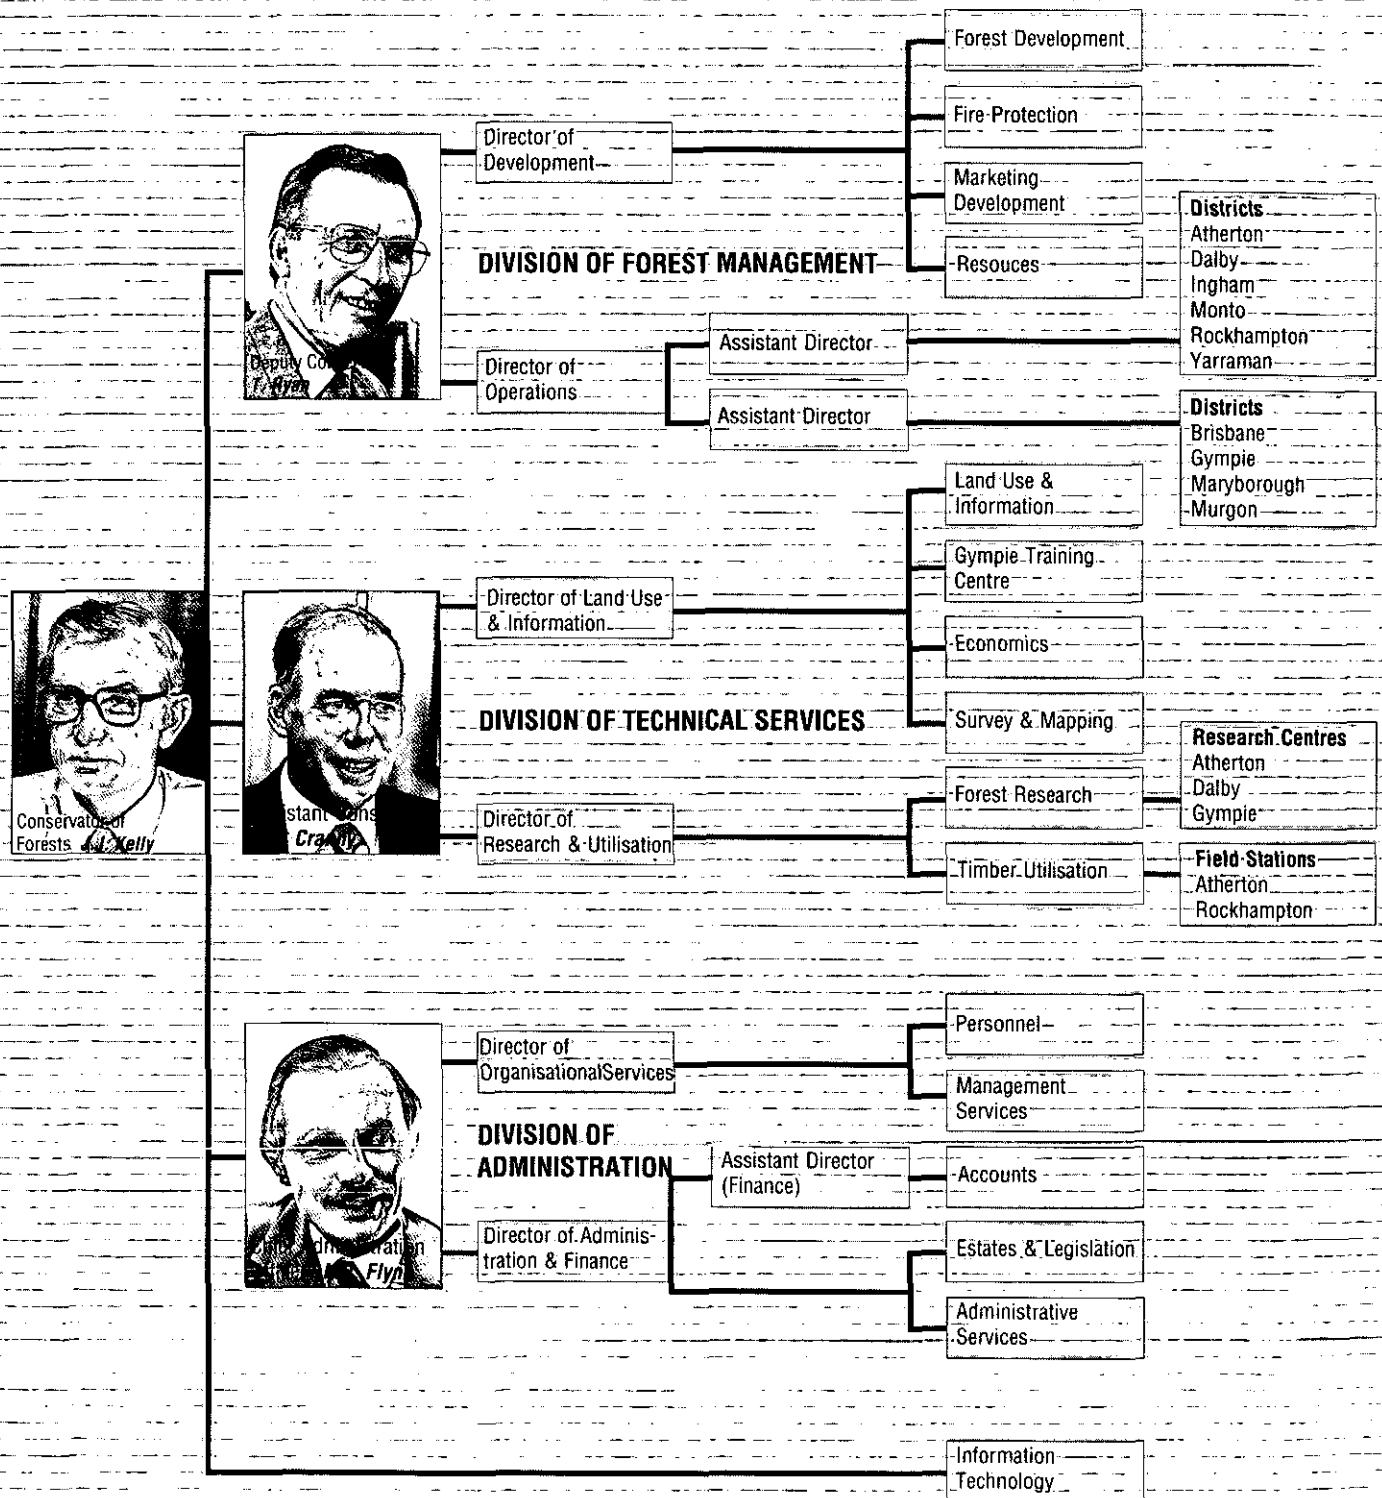 Forest Development
Fire Protection
Director of
Development
Marketing
Development
DIVISION OF FOREST MANAGEMENT
Resouces
Districts
Atherton
Dalby
Ingham
Monto
Rockhampton
Yarraman
Deputy
T. Ryan
Director of
Operations
Assistant Director
Assistant Director
Districts
Brisbane
Gympie
Maryborough
Murgon
Land Use &
Information
Gympie Training
Centre
Director of Land Use
& Information
Economics
DIVISION OF TECHNICAL SERVICES
Survey & Mapping
Conservator of
Forests J.J. Kelly
Director of
Research & Utilisation
Forest Research
Research Centres
Atherton
Dalby
Gympie
Timber Utilisation
Field Stations
Atherton
Rockhampton
Director of
OrganisationalServices
Personnel
Management
Services
DIVISION OF
ADMINISTRATION
Assistant Director
(Finance)
Accounts
Director of Adminis-
tration & Finance
Estates & Legislation
Administrative
Services
Information
Technology